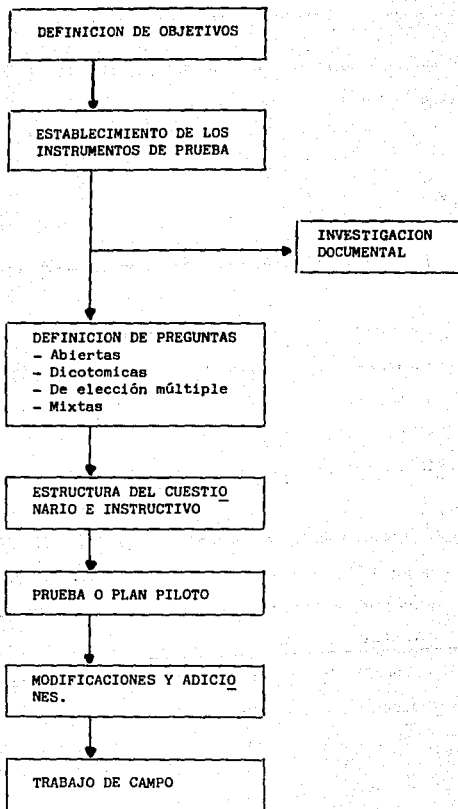 DEFINICION DE OBJETIVOS
ESTABLECIMIENTO DE LOS
INSTRUMENTOS DE PRUEBA
INVESTIGACION
DOCUMENTAL
DEFINICION DE PREGUNTAS
- Abiertas
- Dicotomicas
- De elección múltiple
- Mixtas
ESTRUCTURA DEL CUESTIO
NARIO E INSTRUCTIVO
PRUEBA O PLAN PILOTO
MODIFICACIONES Y ADICIO
NES.
TRABAJO DE CAMPO